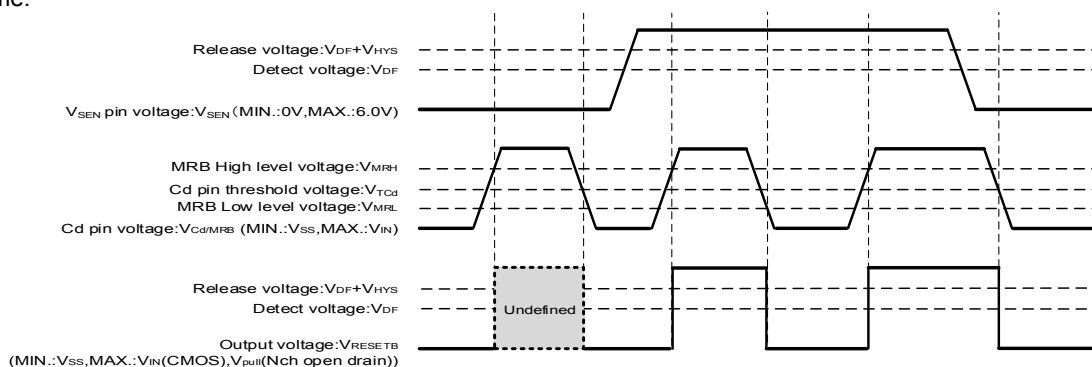 Release voltage:VDF+VHYS
Detect voltage:VDF
VSEN pin voltage:VSEN(MIN.:0V,MAX.:6.0V)
MRB High level voltage:VMRH
Cd pin threshold voltage:VTCd
MRB Low level voltage:VMRL
Cd pin voltage:VCd/MRB (MIN.:VSS,MAX.:VIN)
Release voltage:VDF+VHYS
Detect voltage:VDF
Undefined
Output voltage:VRESETB
(MIN.:VSS,MAX.:VIN(CMOS),Vpull(Nch open drain))